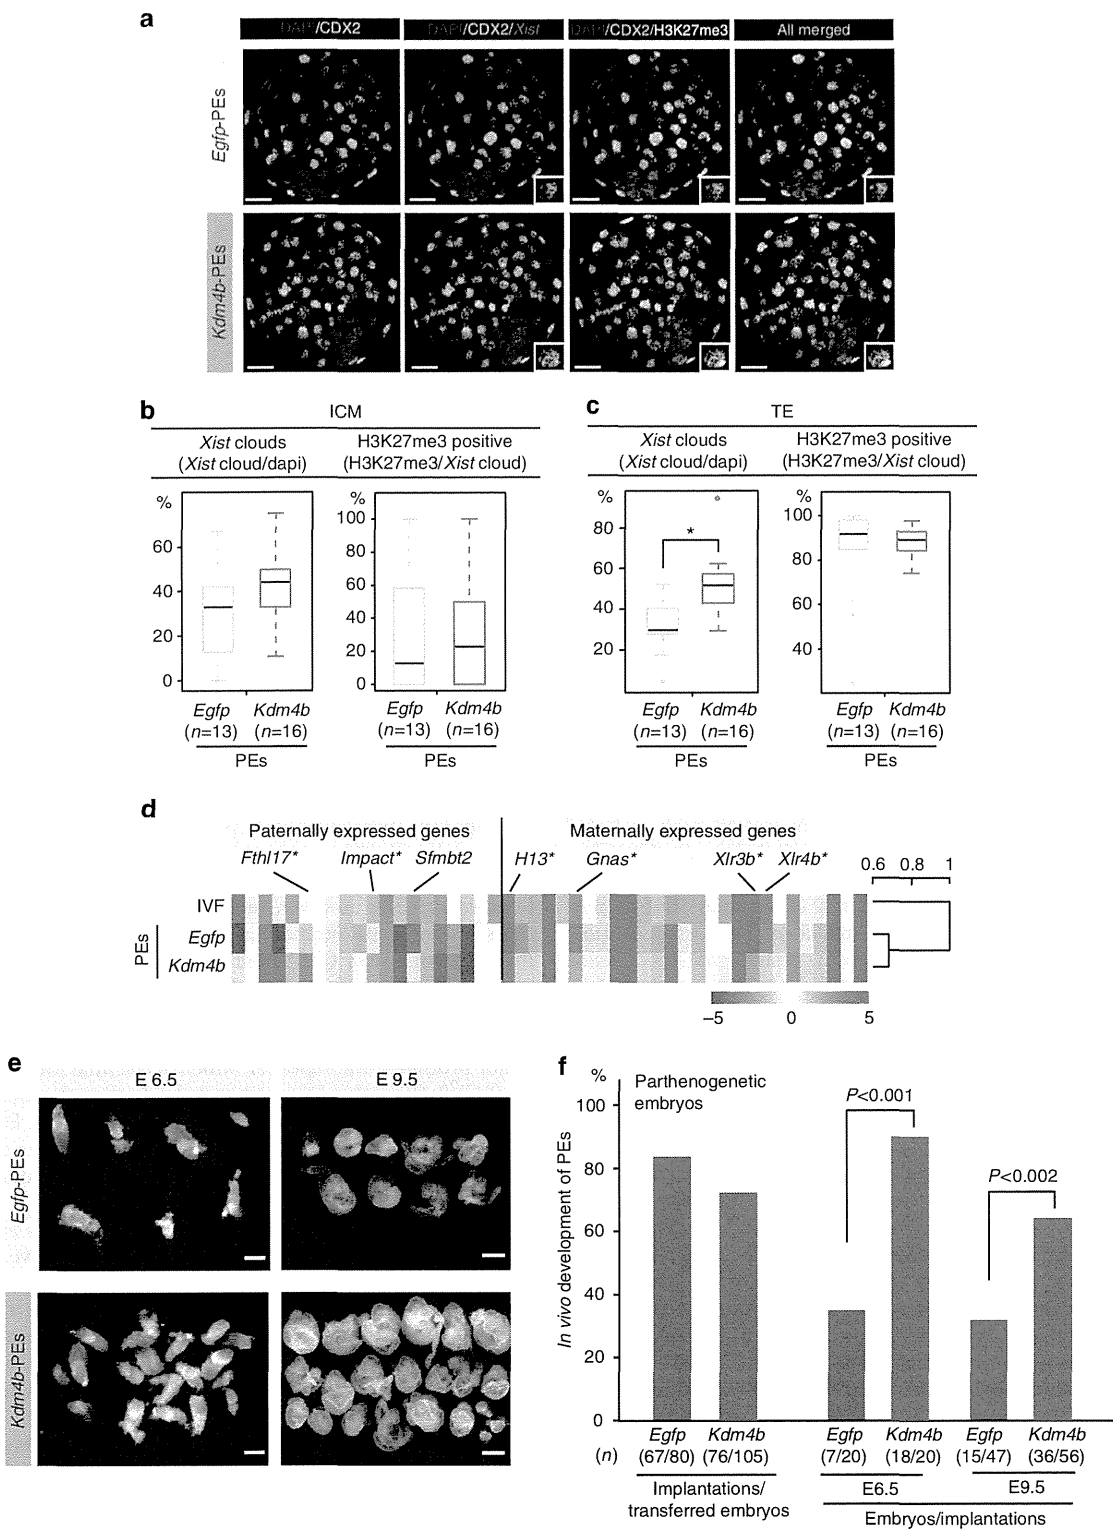 a
DAPI/CDX2
DAPI/CDX2/Xist
DAPI/CDX2/H3K27me3
All merged
Egfp-PEs
Kdm4b-PEs
b
ICM
Xist clouds
(Xist cloud/dapi)
H3K27me3 positive
(H3K27me3/Xist cloud)
%
60
40
20
0
Egfp
(n=13)
Kdm4b
(n=16)
PEs
%
100
80
60
40
20
0
Egfp
(n=13)
Kdm4b
(n=16)
PEs
c
TE
Xist clouds
(Xist cloud/dapi)
H3K27me3 positive
(H3K27me3/Xist cloud)
%
80
60
40
20
*
Egfp
(n=13)
Kdm4b
(n=16)
PEs
%
100
80
60
40
Egfp
(n=13)
Kdm4b
(n=16)
PEs
d
Paternally expressed genes
Maternally expressed genes
Fthl17* Impact* Sfmbt2 H13* Gnas* Xlr3b* Xlr4b*
0.6 0.8 1
IVF
PEs
Egfp
Kdm4b
–5 0 5
e
E 6.5
E 9.5
Egfp-PEs
Kdm4b-PEs
f
%
Parthenogenetic
embryos
In vivo development of PEs
100
80
60
40
20
0
P<0.001
P<0.002
Egfp Kdm4b Egfp Kdm4b Egfp Kdm4b
(n) (67/80) (76/105) (7/20) (18/20) (15/47) (36/56)
Implantations/
transferred embryos
E6.5
E9.5
Embryos/implantations